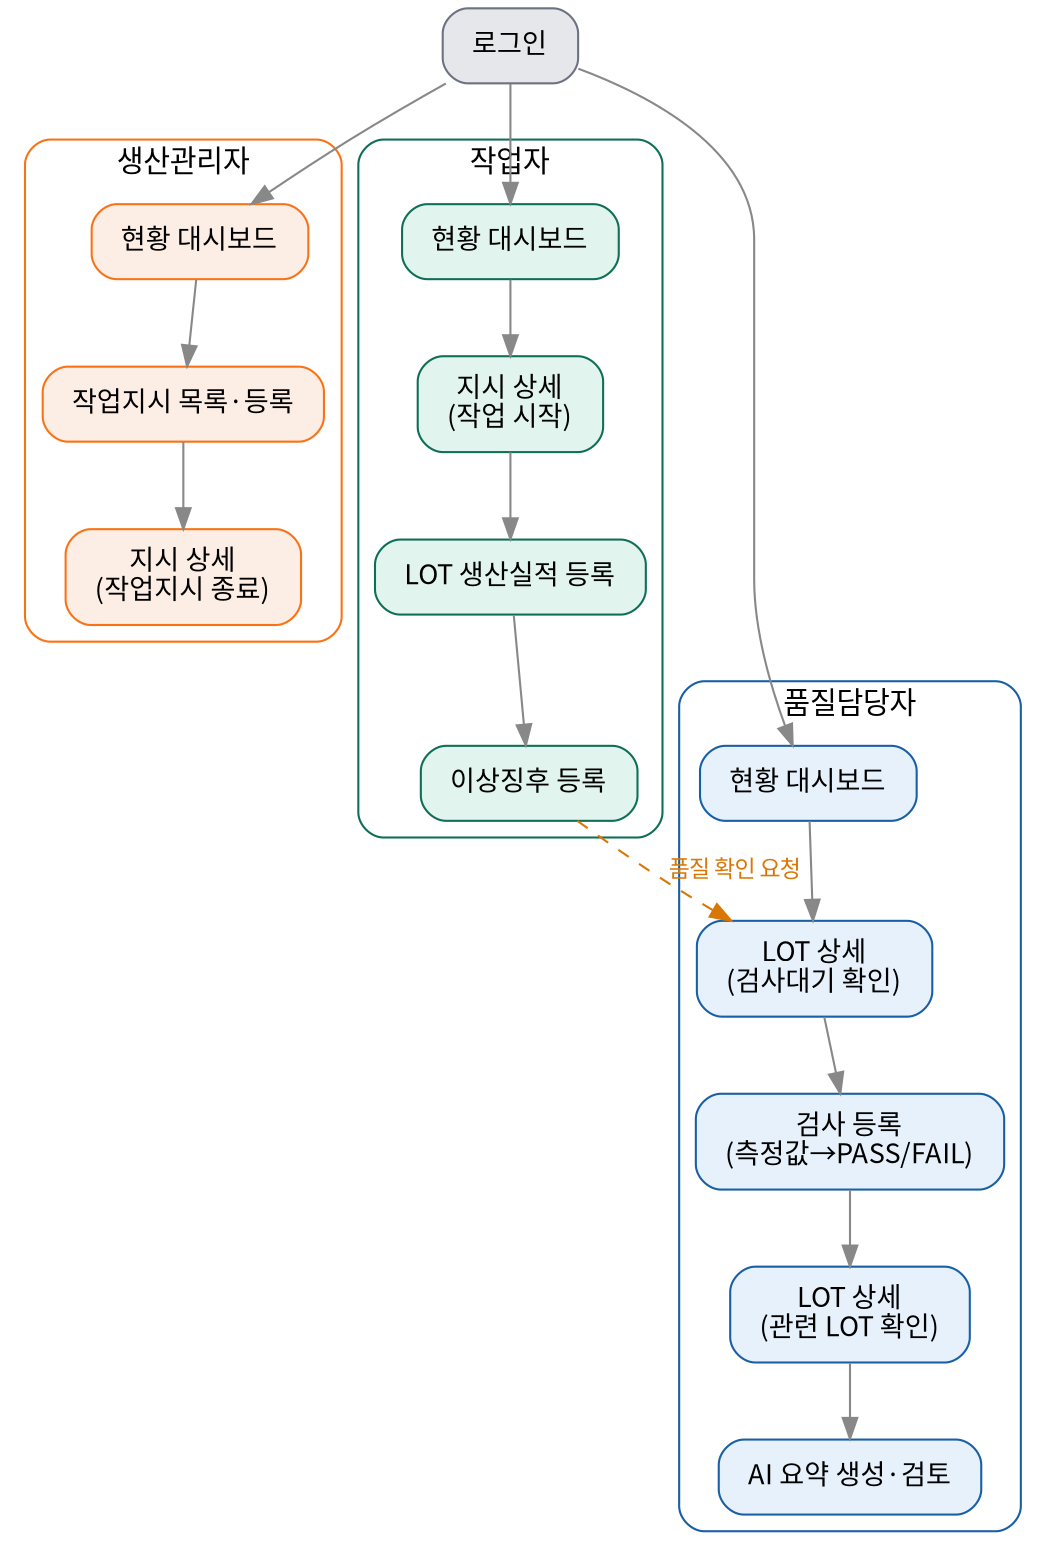 로그인
생산관리자
현황 대시보드
작업지시 목록·등록
지시 상세
(작업지시 종료)
작업자
현황 대시보드
지시 상세
(작업 시작)
LOT 생산실적 등록
이상징후 등록
품질 확인 요청
품질담당자
현황 대시보드
LOT 상세
(검사대기 확인)
검사 등록
(측정값→PASS/FAIL)
LOT 상세
(관련 LOT 확인)
AI 요약 생성·검토